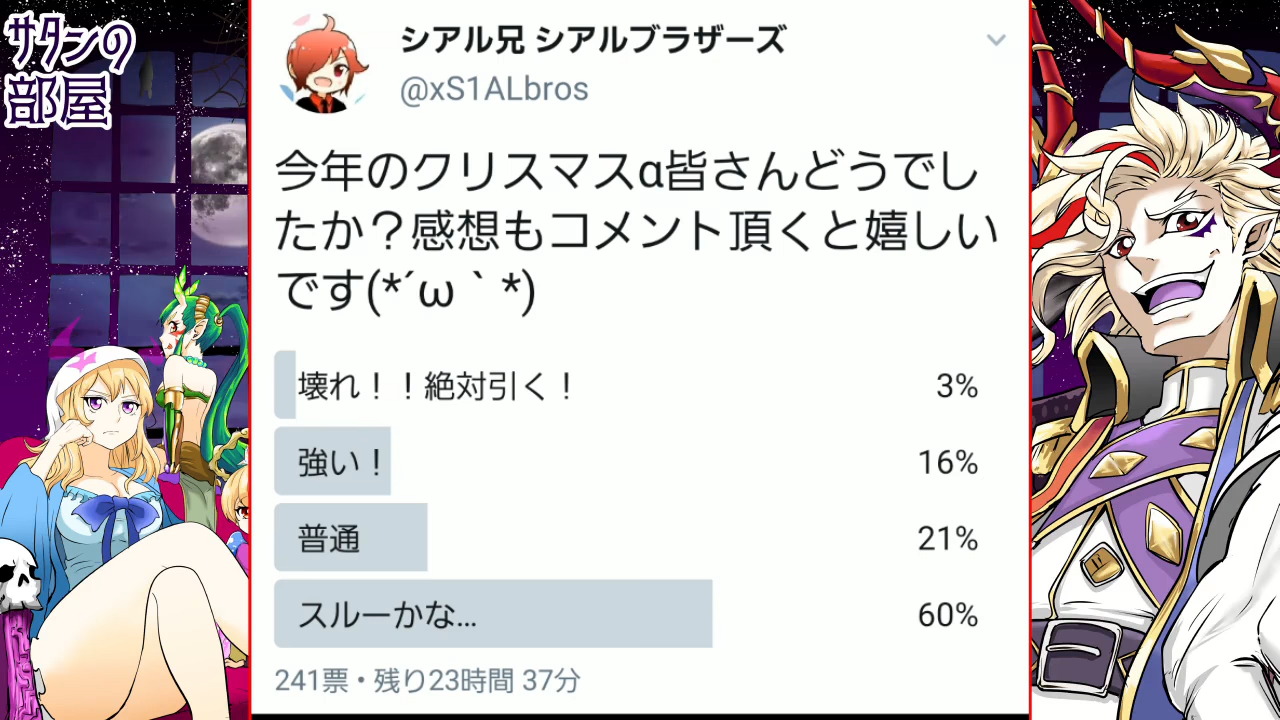 サタンの
部屋
シアル兄 シアルブラザーズ
@xS1ALbros
今年のクリスマスα皆さんどうでし
たか？感想もコメント頂くと嬉しい
です(*´ω｀*)
壊れ！！絶対引く！ 3%
強い！ 16%
普通 21%
スルーかな... 60%
241票・残り23時間 37分